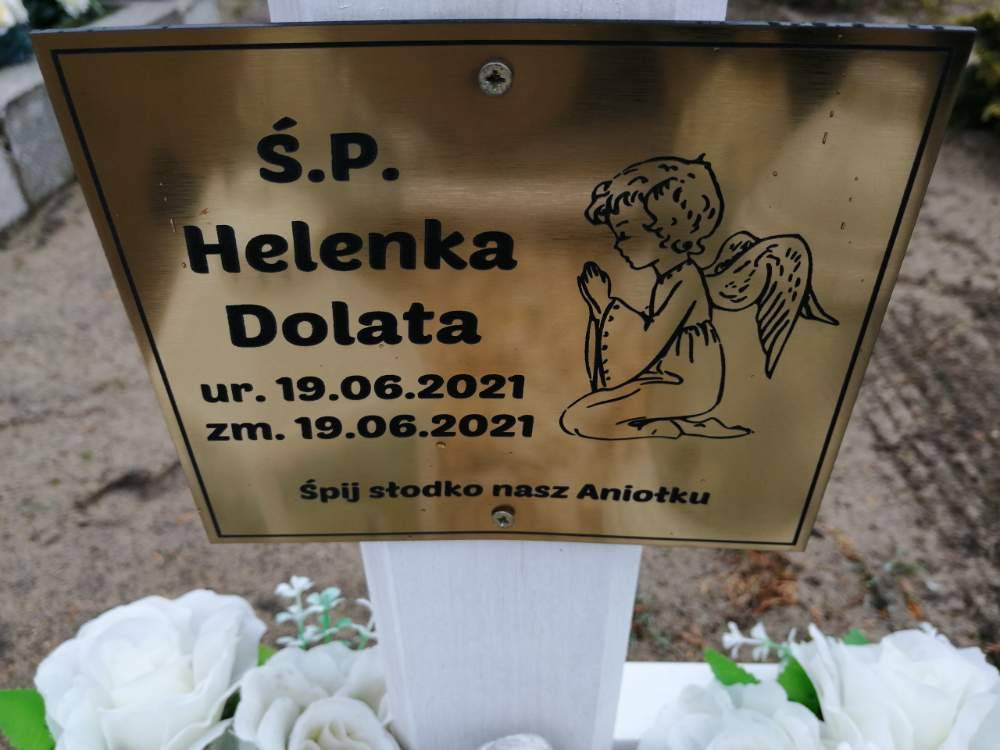 Ś.P.
Helenka
Dolata
ur. 19.06.2021
zm. 19.06.2021
Śpij słodko nasz Aniołku